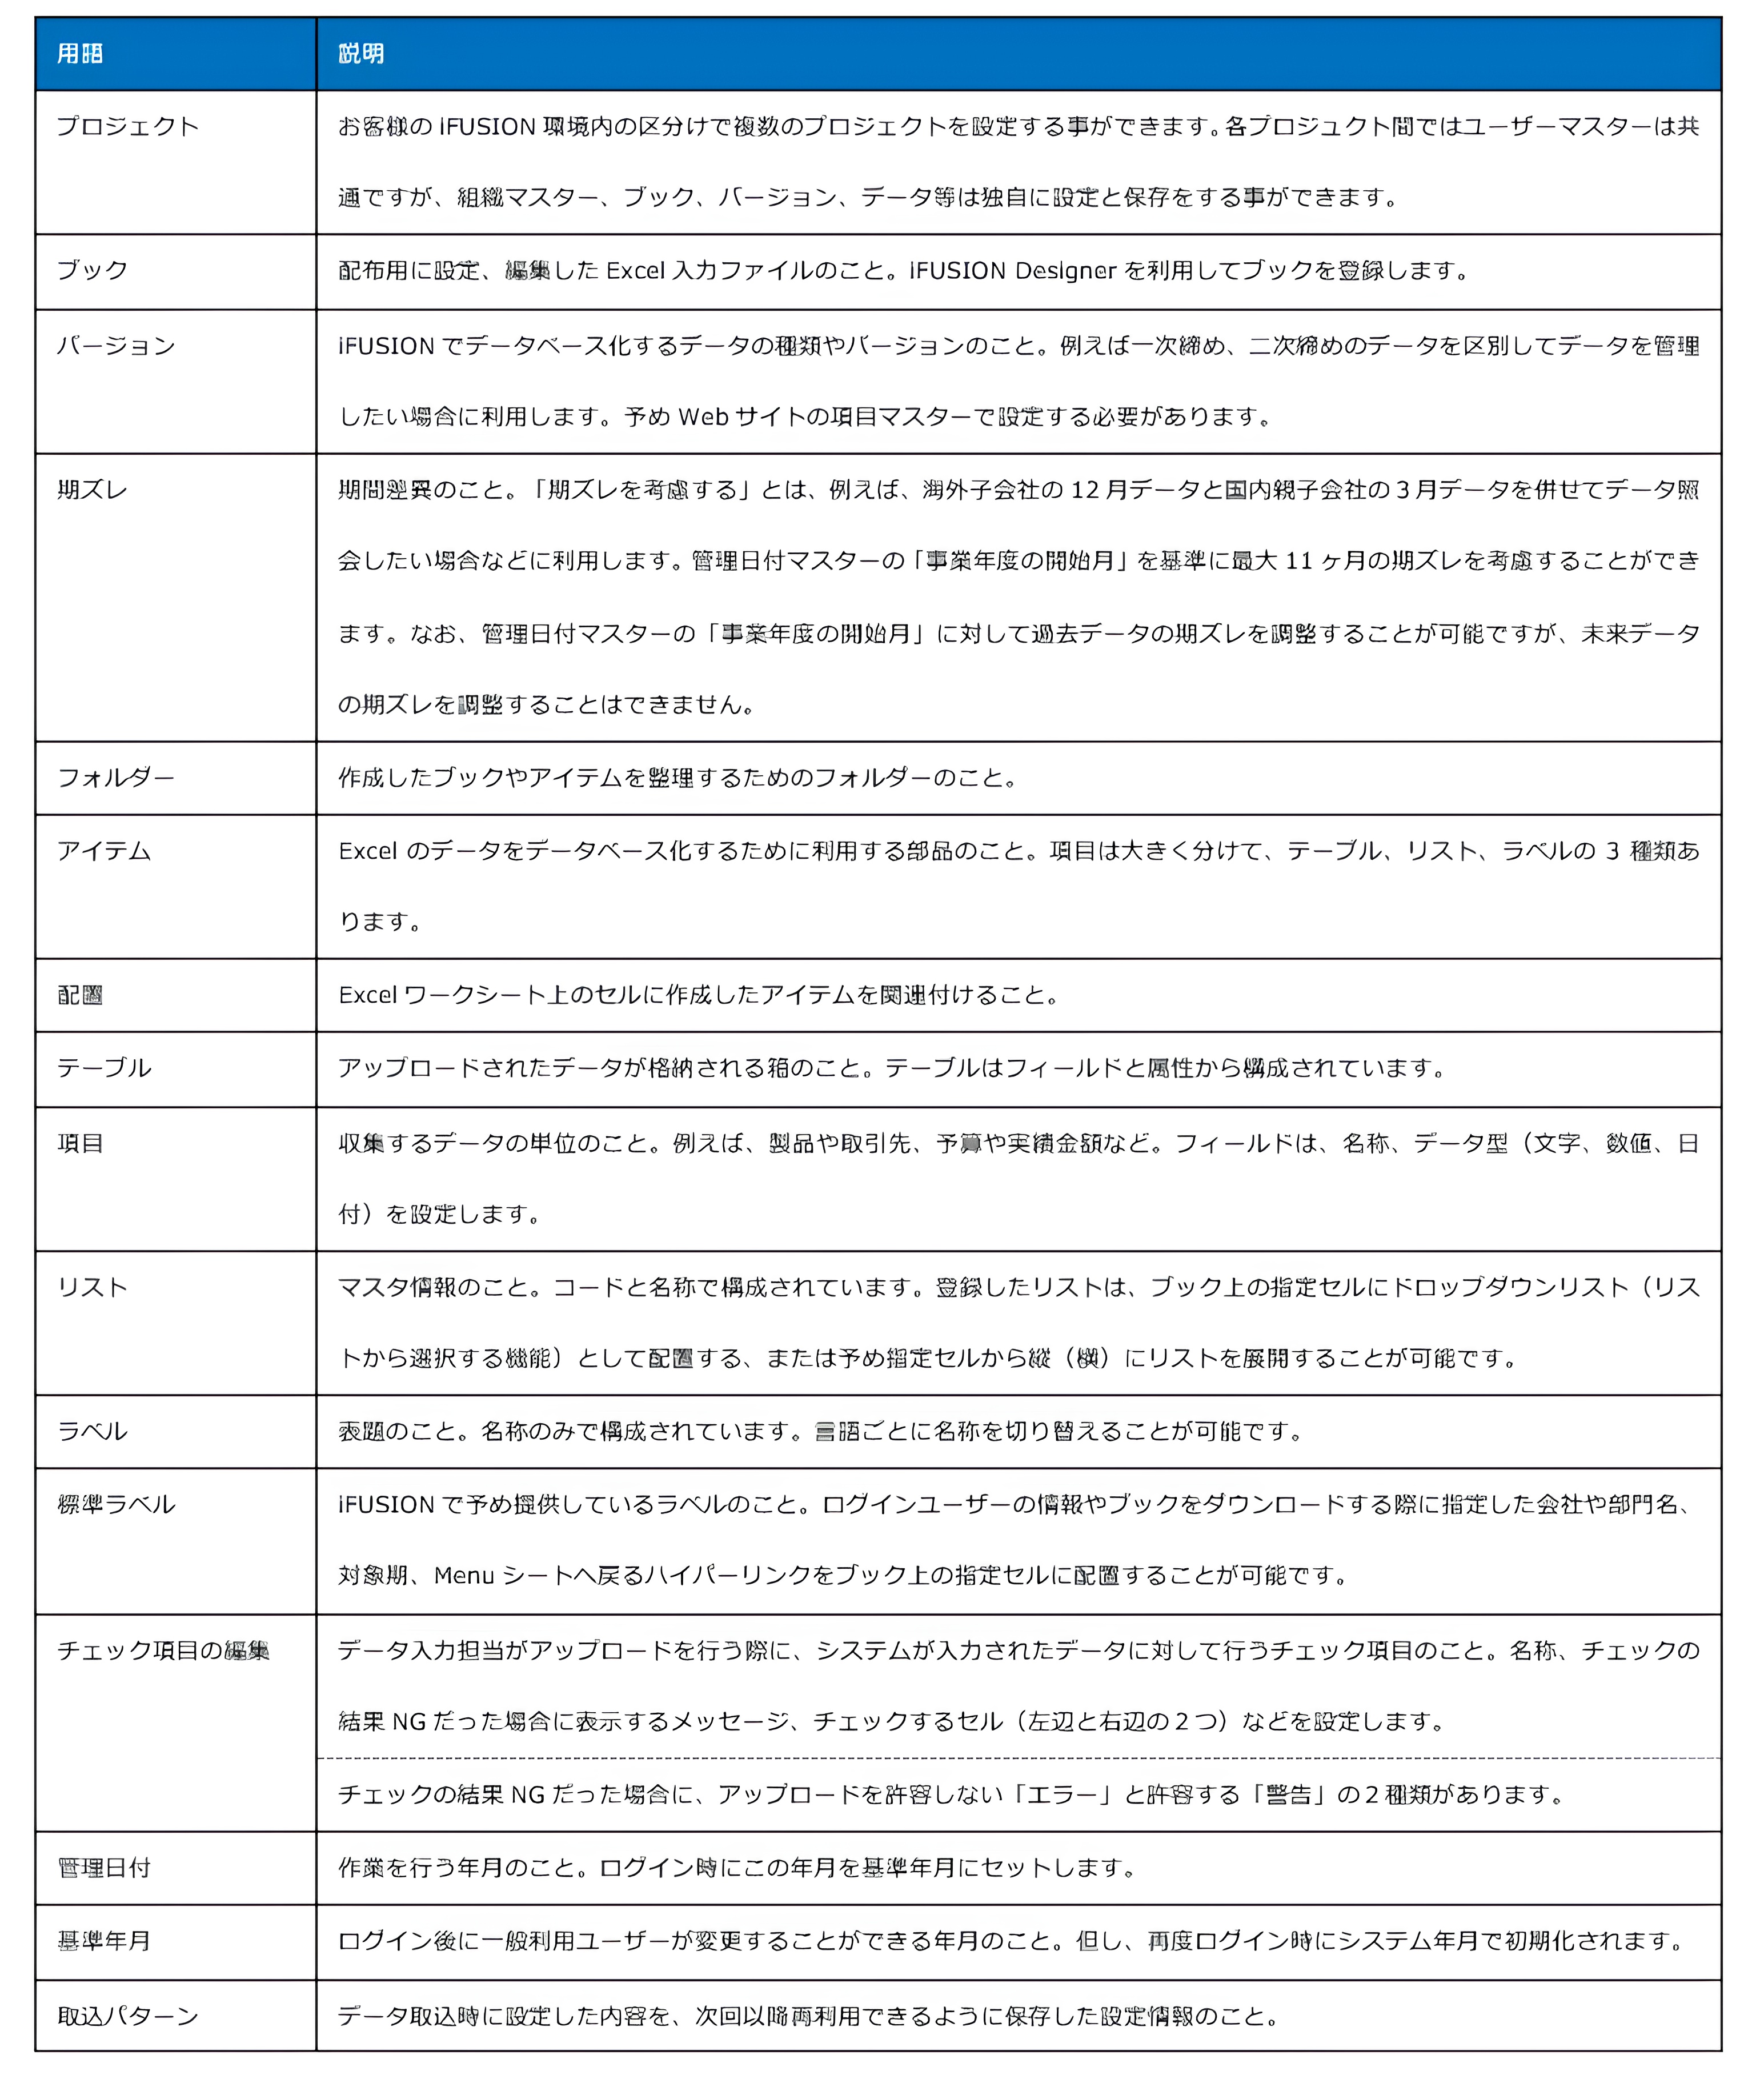 用語
説明
プロジェクト
お客様の iFUSION 環境内の区分けで複数のプロジェクトを設定する事ができます。各プロジェクト間ではユーザーマスターは共
通ですが、組織マスター、ブック、バージョン、データ等は独自に設定と保存をする事ができます。
ブック
配布用に設定、編集した Excel 入力ファイルのこと。iFUSION Designer を利用してブックを登録します。
バージョン
iFUSION でデータベース化するデータの種類やバージョンのこと。例えば一次締め、二次締めのデータを区別してデータを管理
したい場合に利用します。予め Web サイトの項目マスターで設定する必要があります。
期ズレ
期間差異のこと。「期ズレを考慮する」とは、例えば、海外子会社の 12 月データと国内親子会社の 3 月データを併せてデータ照
会したい場合などに利用します。管理日付マスターの「事業年度の開始月」を基準に最大 11 ヶ月の期ズレを考慮することができ
ます。なお、管理日付マスターの「事業年度の開始月」に対して過去データの期ズレを調整することが可能ですが、未来データ
の期ズレを調整することはできません。
フォルダー
作成したブックやアイテムを整理するためのフォルダーのこと。
アイテム
Excel のデータをデータベース化するために利用する部品のこと。項目は大きく分けて、テーブル、リスト、ラベルの 3 種類あ
ります。
配置
Excel ワークシート上のセルに作成したアイテムを関連付けること。
テーブル
アップロードされたデータが格納される箱のこと。テーブルはフィールドと属性から構成されています。
項目
収集するデータの単位のこと。例えば、製品や取引先、予算や実績金額など。フィールドは、名称、データ型（文字、数値、日
付）を設定します。
リスト
マスタ情報のこと。コードと名称で構成されています。登録したリストは、ブック上の指定セルにドロップダウンリスト（リス
トから選択する機能）として配置する、または予め指定セルから縦（横）にリストを展開することが可能です。
ラベル
表題のこと。名称のみで構成されています。言語ごとに名称を切り替えることが可能です。
標準ラベル
iFUSION で予め提供しているラベルのこと。ログインユーザーの情報やブックをダウンロードする際に指定した会社や部門名、
対象期、Menu シートへ戻るハイパーリンクをブック上の指定セルに配置することが可能です。
チェック項目の編集
データ入力担当がアップロードを行う際に、システムが入力されたデータに対して行うチェック項目のこと。名称、チェックの
結果 NG だった場合に表示するメッセージ、チェックするセル（左辺と右辺の 2 つ）などを設定します。
チェックの結果 NG だった場合に、アップロードを許容しない「エラー」と許容する「警告」の 2 種類があります。
管理日付
作業を行う年月のこと。ログイン時にこの年月を基準年月にセットします。
基準年月
ログイン後に一般利用ユーザーが変更することができる年月のこと。但し、再度ログイン時にシステム年月で初期化されます。
取込パターン
データ取込時に設定した内容を、次回以降再利用できるように保存した設定情報のこと。